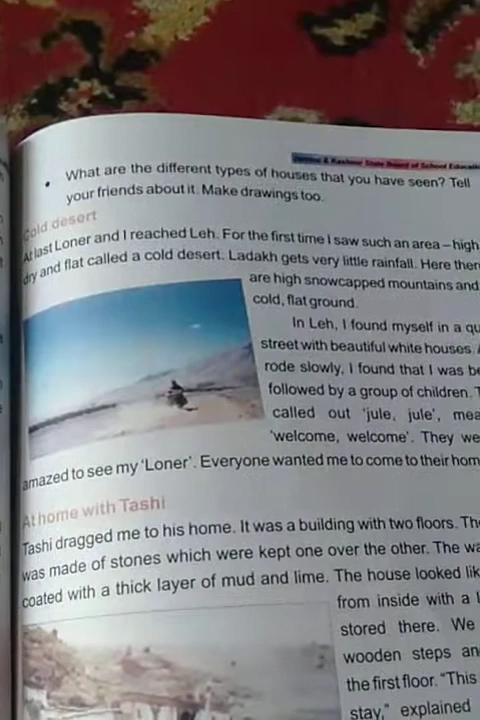 Jammu & Kashmir State Board of School Educati
• What are the different types of houses that you have seen? Tell
your friends about it. Make drawings too.
Cold desert
At last Loner and I reached Leh. For the first time I saw such an area – high
dry and flat called a cold desert. Ladakh gets very little rainfall. Here ther
are high snowcapped mountains and
cold, flat ground.
In Leh, I found myself in a qu
street with beautiful white houses.
rode slowly, I found that I was be
followed by a group of children. T
called out 'jule, jule', mea
'welcome, welcome'. They we
amazed to see my 'Loner'. Everyone wanted me to come to their hom
At home with Tashi
Tashi dragged me to his home. It was a building with two floors. Th
was made of stones which were kept one over the other. The wa
coated with a thick layer of mud and lime. The house looked lik
from inside with a l
stored there. We
wooden steps an
the first floor. "This
stay," explained